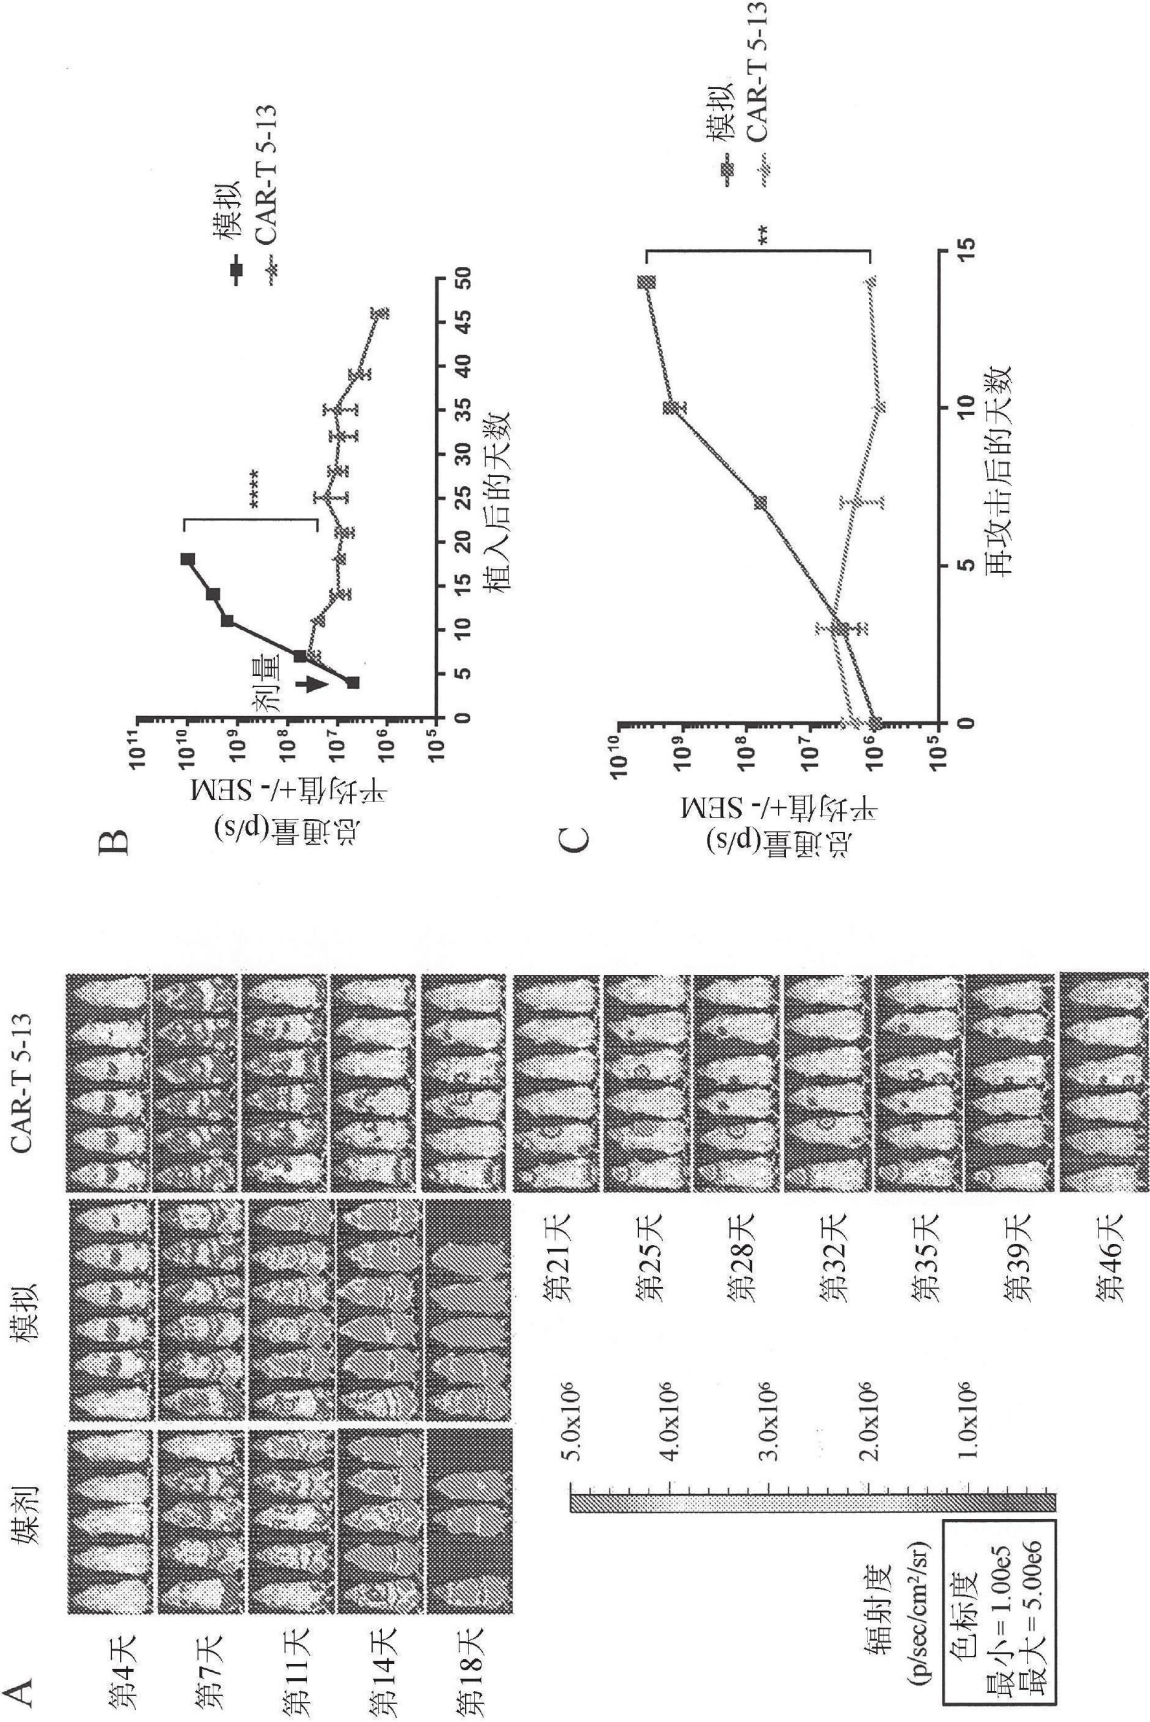 A
媒剂
模拟
CAR-T 5-13
第4天
第7天
第11天
第14天
第18天
第21天
第25天
第28天
第32天
第35天
第39天
第46天
辐射度
(p/sec/cm²/sr)
5.0x10⁶
4.0x10⁶
3.0x10⁶
2.0x10⁶
1.0x10⁶
色标度
最小 = 1.00e5
最大 = 5.00e6
B
总通量(p/s)
平均值+/- SEM
10¹¹
10¹⁰
10⁹
10⁸
10⁷
10⁶
10⁵
剂量
****
模拟
CAR-T 5-13
0 5 10 15 20 25 30 35 40 45 50
植入后的天数
C
总通量(p/s)
平均值+/- SEM
10¹⁰
10⁹
10⁸
10⁷
10⁶
10⁵
**
模拟
CAR-T 5-13
0 5 10 15
再攻击后的天数